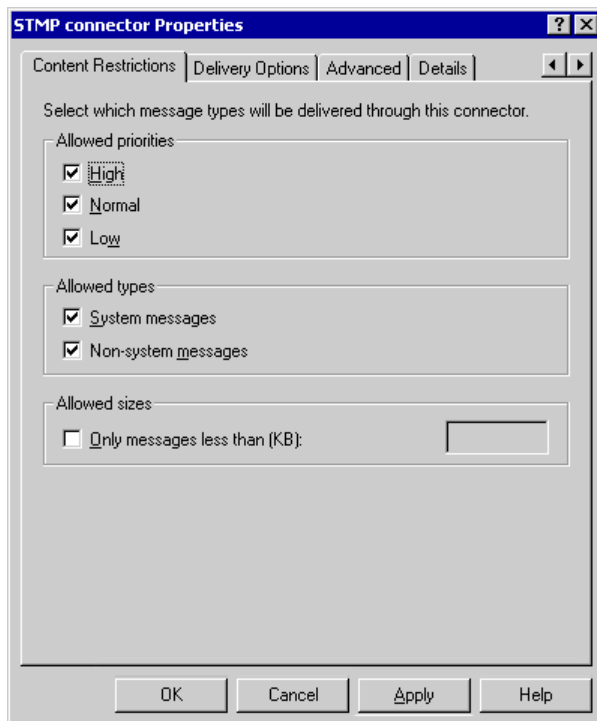 STMP connector Properties
Content Restrictions Delivery Options Advanced Details
Select which message types will be delivered through this connector.
Allowed priorities
High
Normal
Low
Allowed types
System messages
Non-system messages
Allowed sizes
Only messages less than (KB):
OK Cancel Apply Help